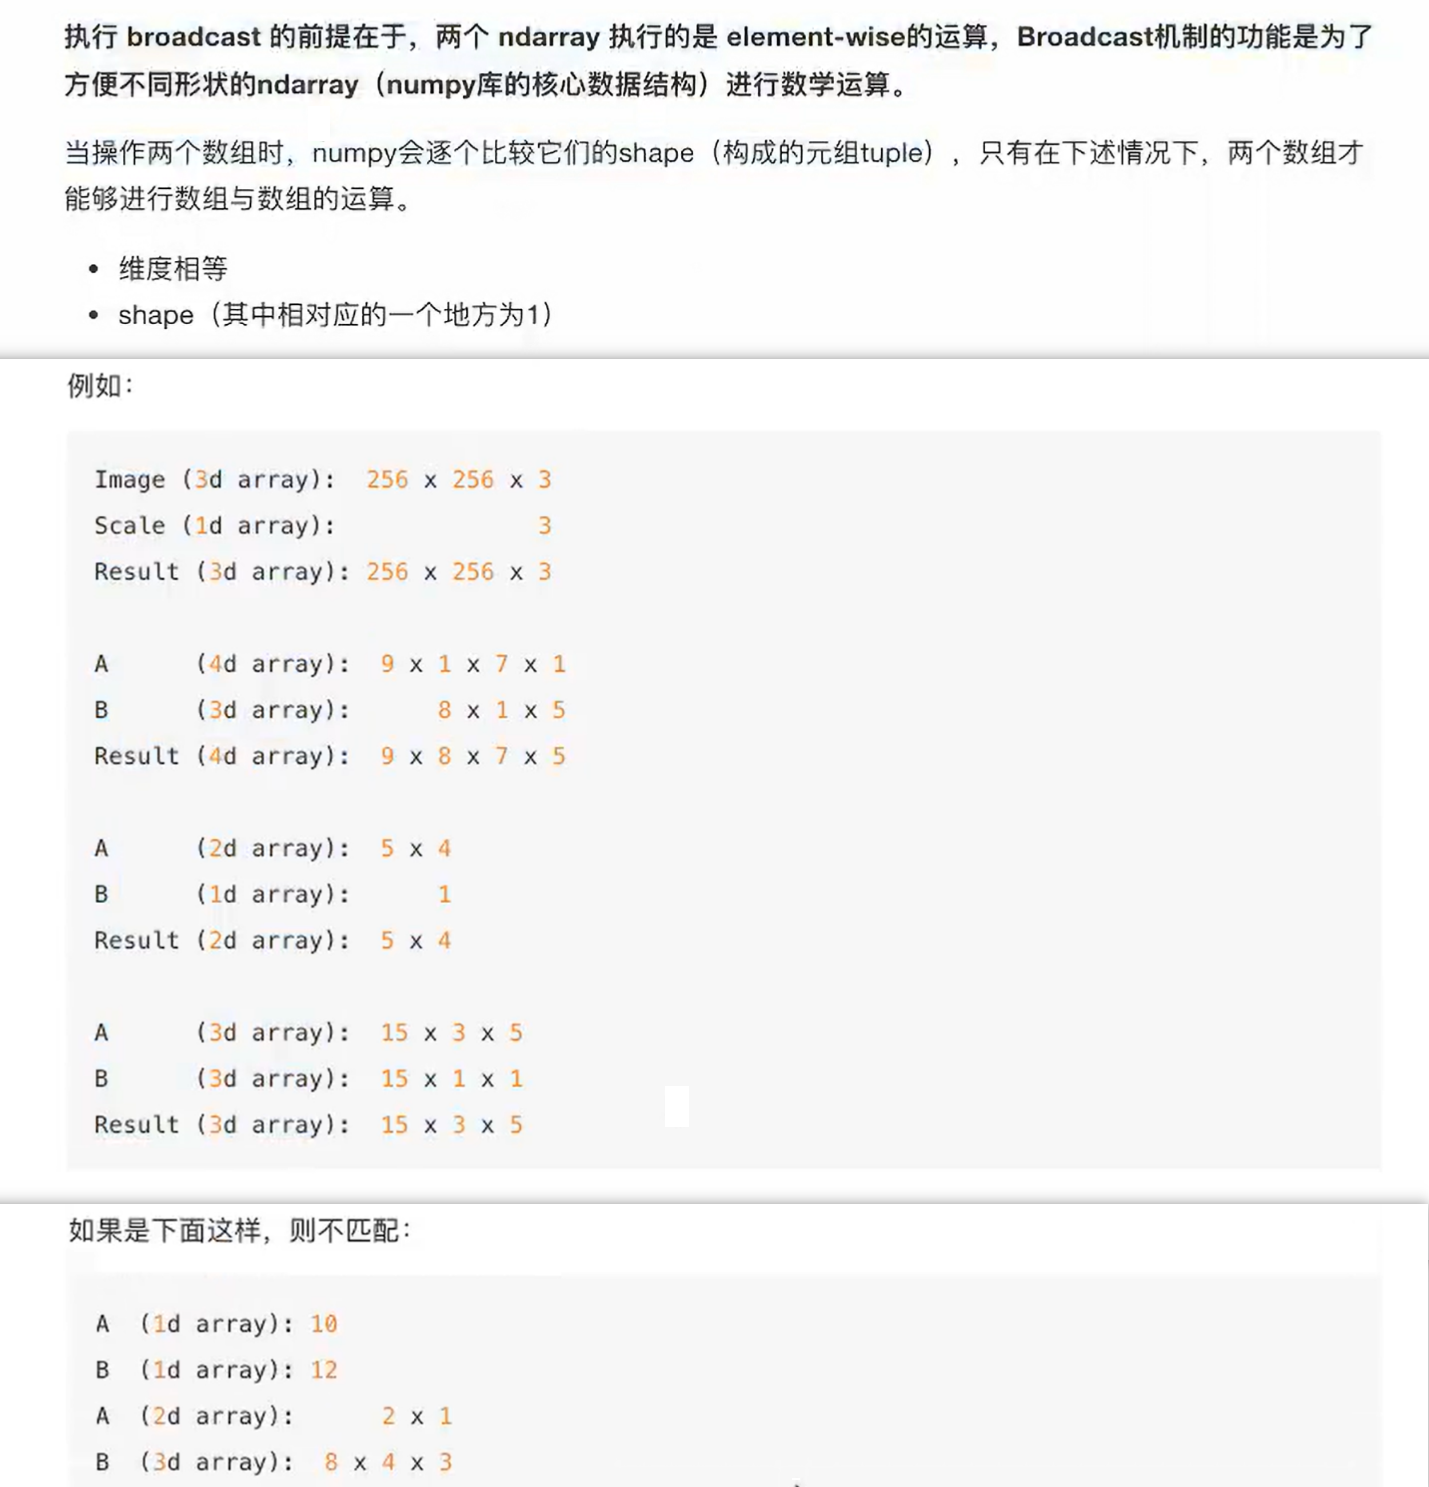 执行 broadcast 的前提在于，两个 ndarray 执行的是 element-wise的运算，Broadcast机制的功能是为了
方便不同形状的ndarray（numpy库的核心数据结构）进行数学运算。
当操作两个数组时，numpy会逐个比较它们的shape（构成的元组tuple），只有在下述情况下，两个数组才
能够进行数组与数组的运算。
• 维度相等
• shape（其中相对应的一个地方为1）
例如：
Image (3d array): 256 x 256 x 3
Scale (1d array): 3
Result (3d array): 256 x 256 x 3
A (4d array): 9 x 1 x 7 x 1
B (3d array): 8 x 1 x 5
Result (4d array): 9 x 8 x 7 x 5
A (2d array): 5 x 4
B (1d array): 1
Result (2d array): 5 x 4
A (3d array): 15 x 3 x 5
B (3d array): 15 x 1 x 1
Result (3d array): 15 x 3 x 5
如果是下面这样，则不匹配：
A (1d array): 10
B (1d array): 12
A (2d array): 2 x 1
B (3d array): 8 x 4 x 3